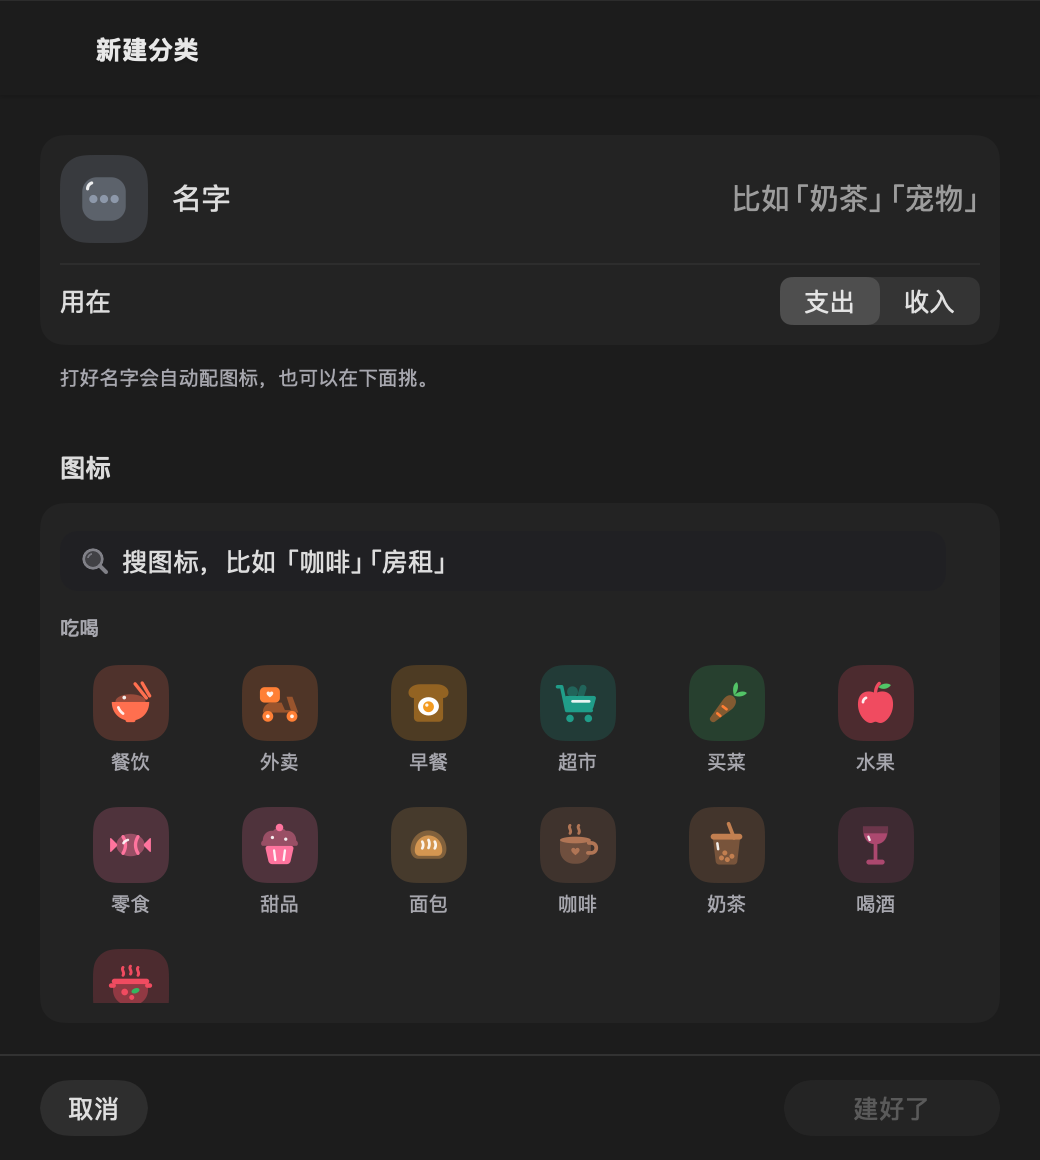 新建分类
名字
比如「奶茶」「宠物」
用在
支出 收入
打好名字会自动配图标，也可以在下面挑。
图标
搜图标，比如「咖啡」「房租」
吃喝
餐饮 外卖 早餐 超市 买菜 水果
零食 甜品 面包 咖啡 奶茶 喝酒
取消 建好了